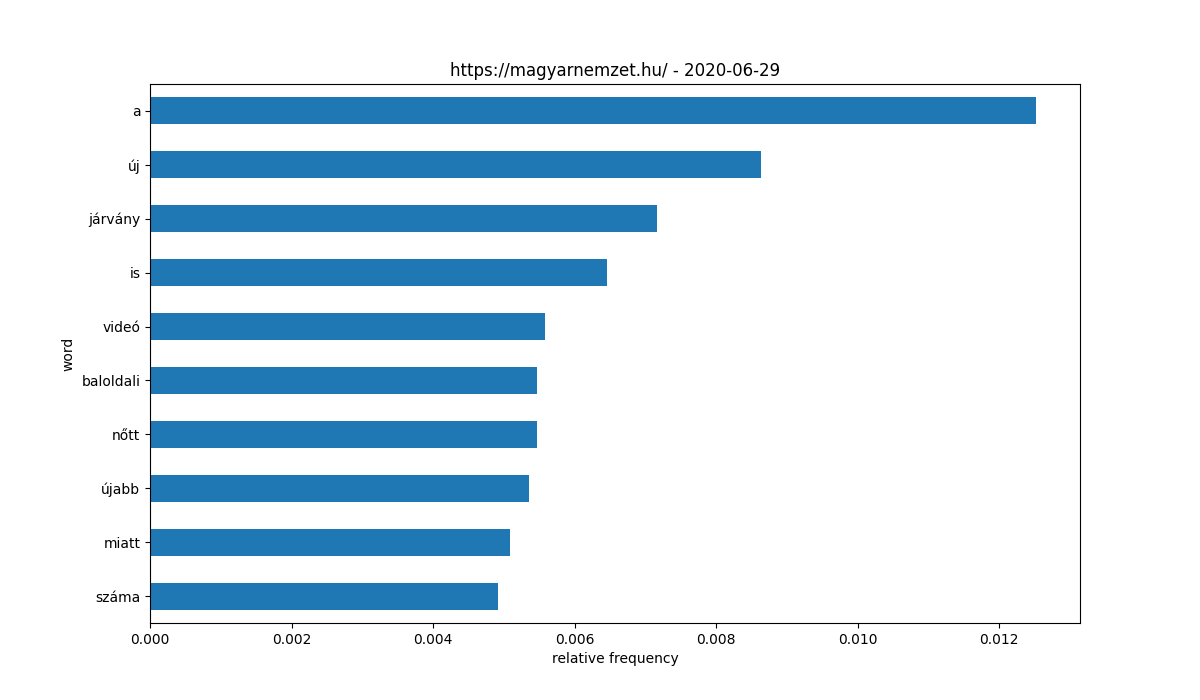 https://magyarnemzet.hu/ - 2020-06-29
a
új
járvány
is
videó
baloldali
nőtt
újabb
miatt
száma
word
0.000 0.002 0.004 0.006 0.008 0.010 0.012
relative frequency